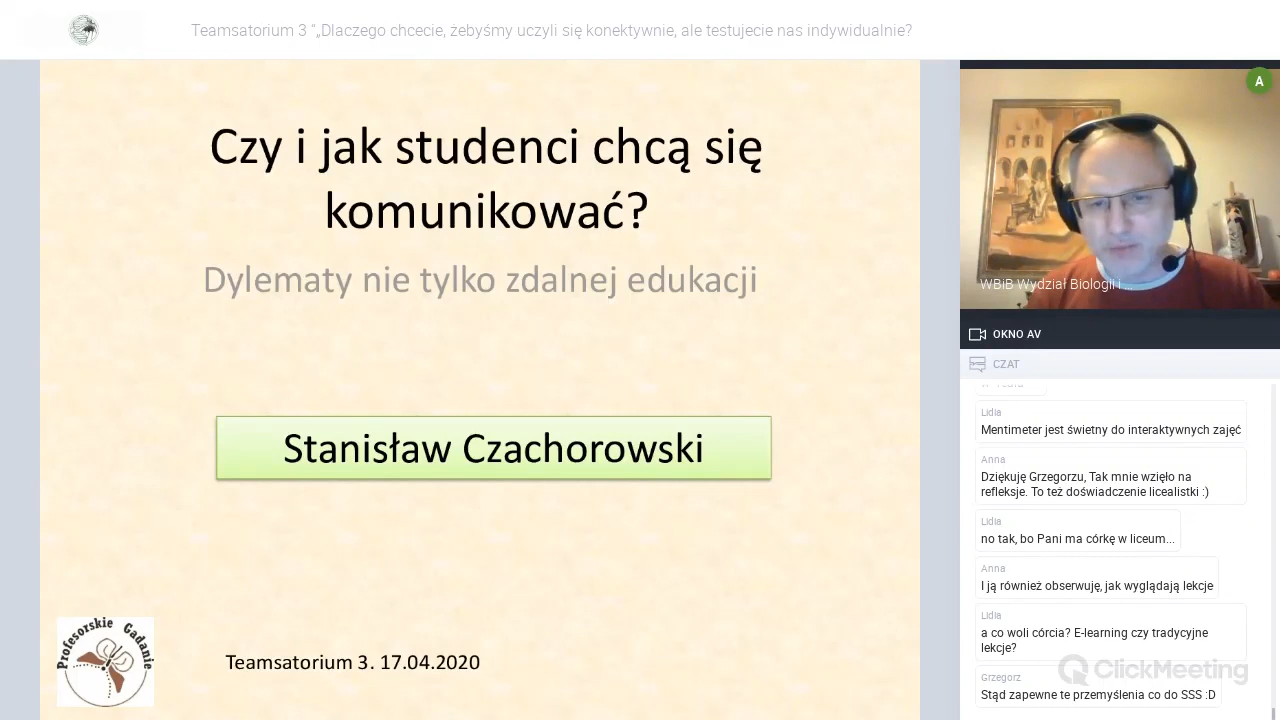 Teamsatorium 3 “„Dlaczego chcecie, żebyśmy uczyli się konektywnie, ale testujecie nas indywidualnie?
Czy i jak studenci chcą się
komunikować?
Dylematy nie tylko zdalnej edukacji
Stanisław Czachorowski
Profesorskie Gadanie
Teamsatorium 3. 17.04.2020
A
WBiB Wydział Biologii i ...
OKNO AV
CZAT
Lidia
Mentimeter jest świetny do interaktywnych zajęć
Anna
Dziękuję Grzegorzu, Tak mnie wzięło na
refleksje. To też doświadczenie licealistki :)
Lidia
no tak, bo Pani ma córkę w liceum...
Anna
I ją również obserwuję, jak wyglądają lekcje
Lidia
a co woli córcia? E-learning czy tradycyjne
lekcje?
Grzegorz
Stąd zapewne te przemyślenia co do SSS :D
ClickMeeting